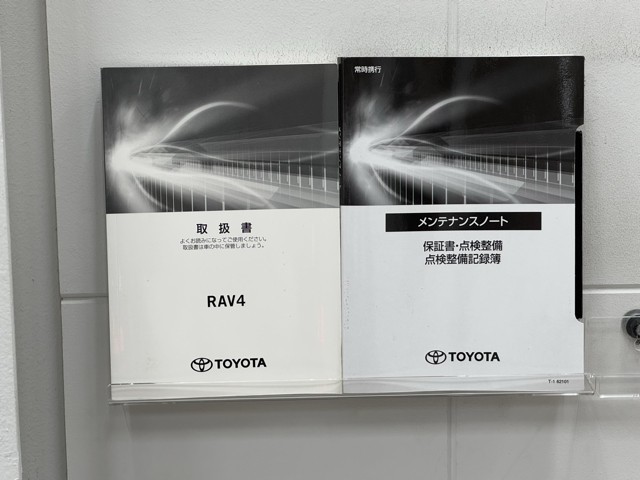 取扱書
よくお読みになってご使用ください。
取扱書は車の中に保管しましょう。
RAV4
TOYOTA
常時携行
メンテナンスノート
保証書・点検整備
点検整備記録簿
TOYOTA
T-1 62101